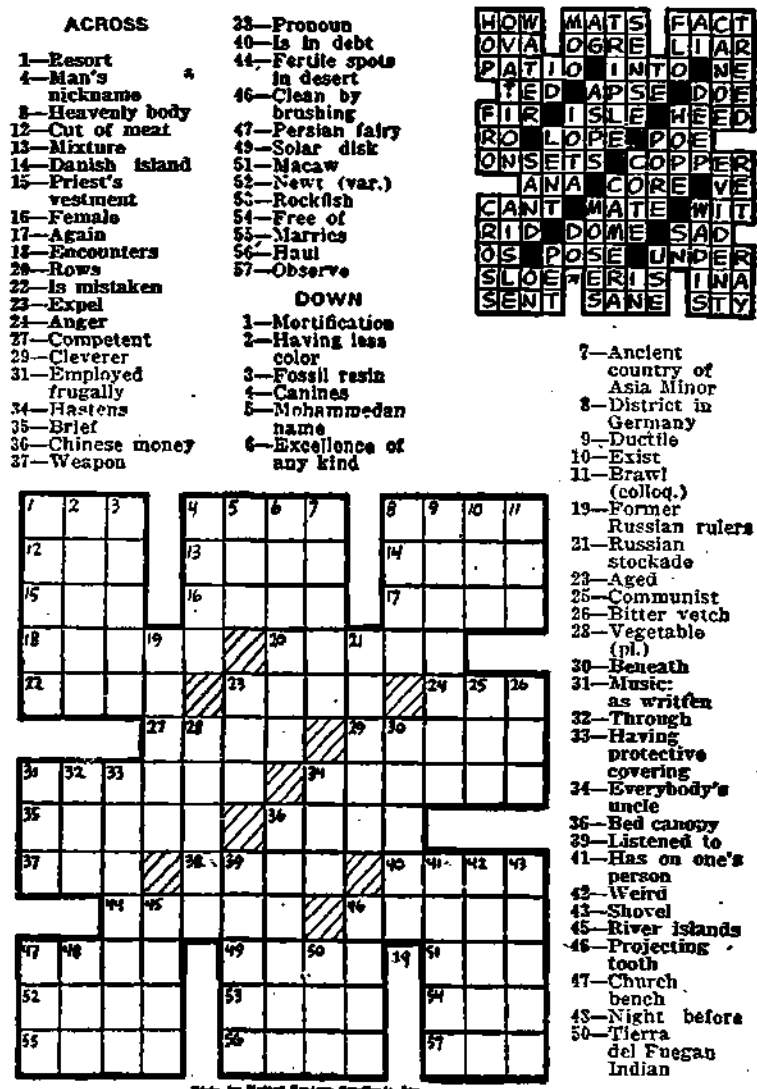 ACROSS
1—Resort
4—Man's
nickname
8—Heavenly body
12—Cut of meat
13—Mixture
14—Danish island
15—Priest's
vestment
16—Female
17—Again
18—Encounters
20—Rows
22—Is mistaken
23—Expel
24—Anger
27—Competent
29—Cleverer
31—Employed
frugally
34—Hastens
35—Brief
36—Chinese money
37—Weapon
38—Pronoun
40—Is in debt
44—Fertile spots
in desert
46—Clean by
brushing
47—Persian fairy
49—Solar disk
51—Macaw
52—Newt (var.)
53—Rockfish
54—Free of
55—Marries
56—Haul
57—Observe
DOWN
1—Mortification
2—Having less
color
3—Fossil resin
4—Canines
5—Mohammedan
name
6—Excellence of
any kind
HOW MATS FACT
OVA OGRE LIAR
PATIO INTO NE
TED APSE DOE
FIR ISLE HEED
RO LOPE POE
ONSETS COPPER
ANA CORE VE
CANT MATE WIT
RID DOME SAD
OS POSE UNDER
SLOE ERIS INA
SENT SANE STY
7—Ancient
country of
Asia Minor
8—District in
Germany
9—Ductile
10—Exist
11—Brawl
(colloq.)
19—Former
Russian rulers
21—Russian
stockade
23—Aged
25—Communist
26—Bitter vetch
28—Vegetable
(pl.)
30—Beneath
31—Music:
as written
32—Through
33—Having
protective
covering
34—Everybody's
uncle
36—Bed canopy
39—Listened to
41—Has on one's
person
42—Weird
43—Shovel
45—River islands
46—Projecting
tooth
47—Church
bench
48—Night before
50—Tierra
del Fuegan
Indian
1 2 3 4 5 6 7 8 9 10 11
12 13 14
15 16 17
18 19 20 21
22 23 24 25 26
27 28 29 30
31 32 33 34
35 36
37 38 39 40 41 42 43
44 45 46
47 48 49 50 19 51
52 53 54
55 56 57